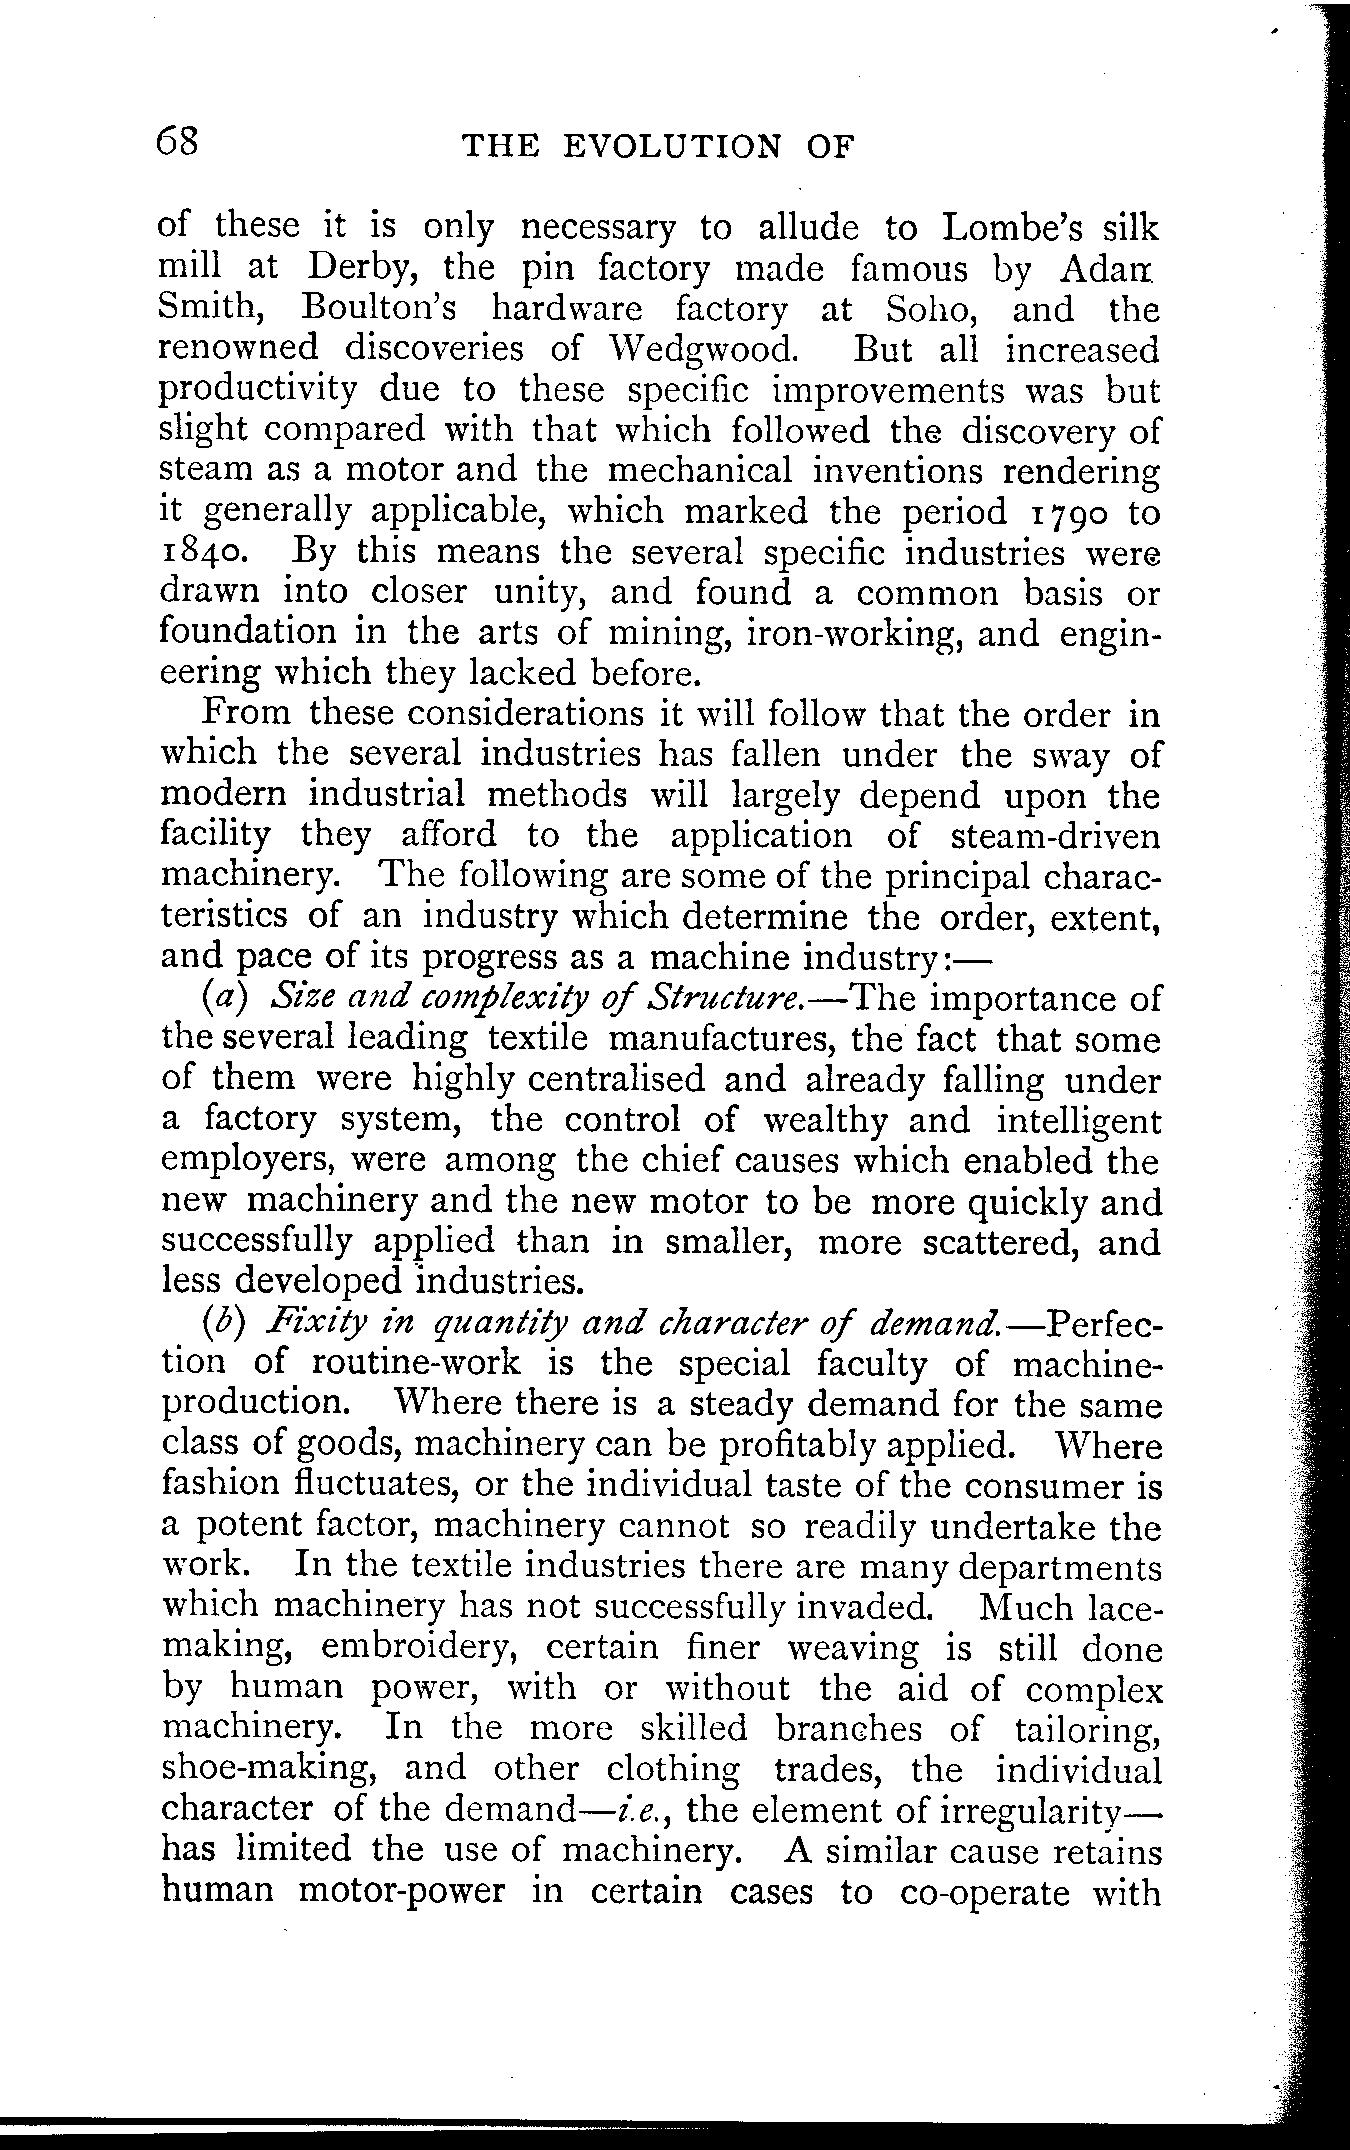 68 THE EVOLUTION OF
of these it is only necessary to allude to Lombe's silk
mill at Derby, the pin factory made famous by Adam
Smith, Boulton's hardware factory at Soho, and the
renowned discoveries of Wedgwood. But all increased
productivity due to these specific improvements was but
slight compared with that which followed the discovery of
steam as a motor and the mechanical inventions rendering
it generally applicable, which marked the period 1790 to
1840. By this means the several specific industries were
drawn into closer unity, and found a common basis or
foundation in the arts of mining, iron-working, and engin-
eering which they lacked before.
From these considerations it will follow that the order in
which the several industries has fallen under the sway of
modern industrial methods will largely depend upon the
facility they afford to the application of steam-driven
machinery. The following are some of the principal charac-
teristics of an industry which determine the order, extent,
and pace of its progress as a machine industry:—
(a) Size and complexity of Structure.—The importance of
the several leading textile manufactures, the fact that some
of them were highly centralised and already falling under
a factory system, the control of wealthy and intelligent
employers, were among the chief causes which enabled the
new machinery and the new motor to be more quickly and
successfully applied than in smaller, more scattered, and
less developed industries.
(b) Fixity in quantity and character of demand.—Perfec-
tion of routine-work is the special faculty of machine-
production. Where there is a steady demand for the same
class of goods, machinery can be profitably applied. Where
fashion fluctuates, or the individual taste of the consumer is
a potent factor, machinery cannot so readily undertake the
work. In the textile industries there are many departments
which machinery has not successfully invaded. Much lace-
making, embroidery, certain finer weaving is still done
by human power, with or without the aid of complex
machinery. In the more skilled branches of tailoring,
shoe-making, and other clothing trades, the individual
character of the demand—i.e., the element of irregularity—
has limited the use of machinery. A similar cause retains
human motor-power in certain cases to co-operate with